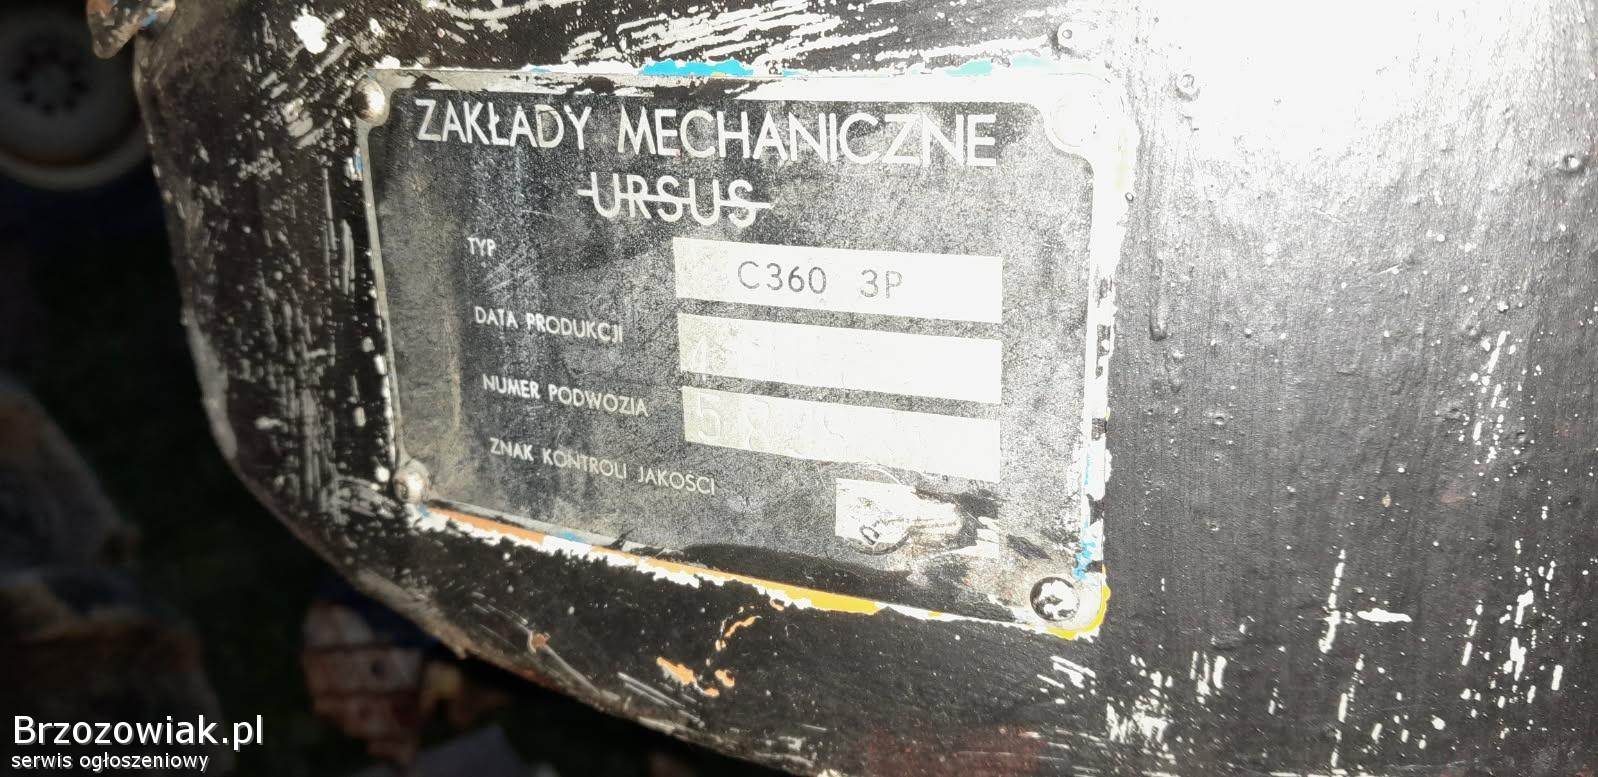 ZAKŁADY MECHANICZNE
URSUS
TYP C360 3P
DATA PRODUKCJI
NUMER PODWOZIA
ZNAK KONTROLI JAKOŚCI
Brzozowiak.pl
serwis ogłoszeniowy